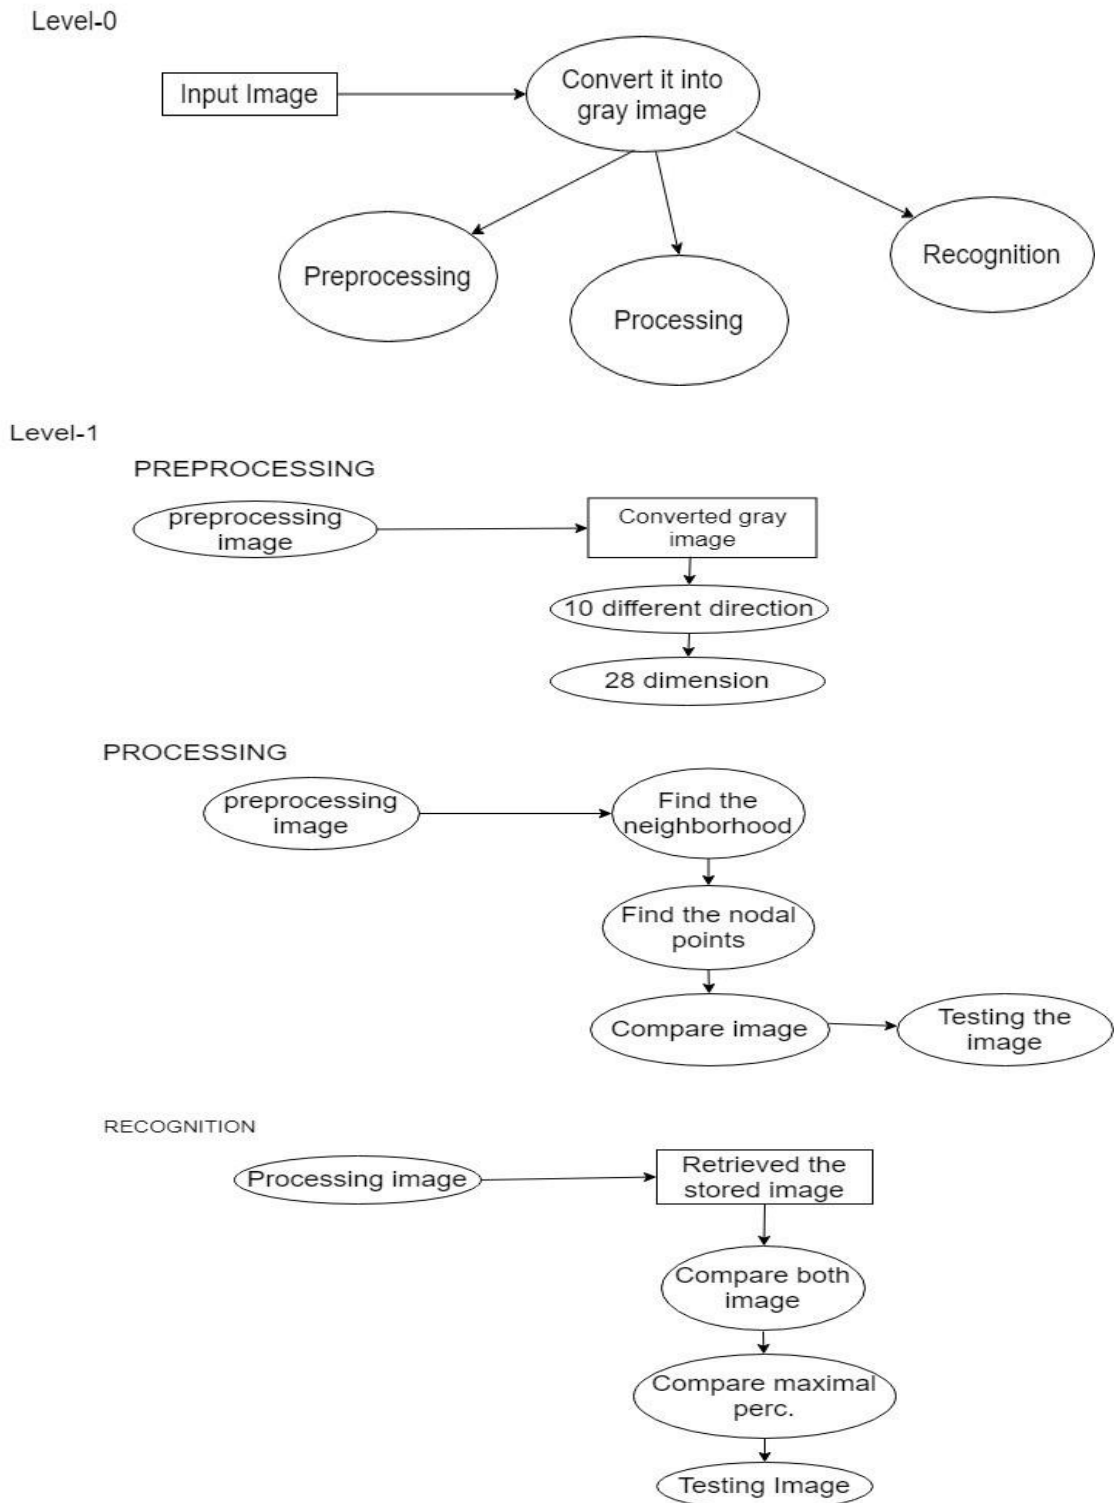 Level-0
Input Image
Convert it into
gray image
Preprocessing
Processing
Recognition
Level-1
PREPROCESSING
preprocessing
image
Converted gray
image
10 different direction
28 dimension
PROCESSING
preprocessing
image
Find the
neighborhood
Find the nodal
points
Compare image
Testing the
image
RECOGNITION
Processing image
Retrieved the
stored image
Compare both
image
Compare maximal
perc.
Testing Image